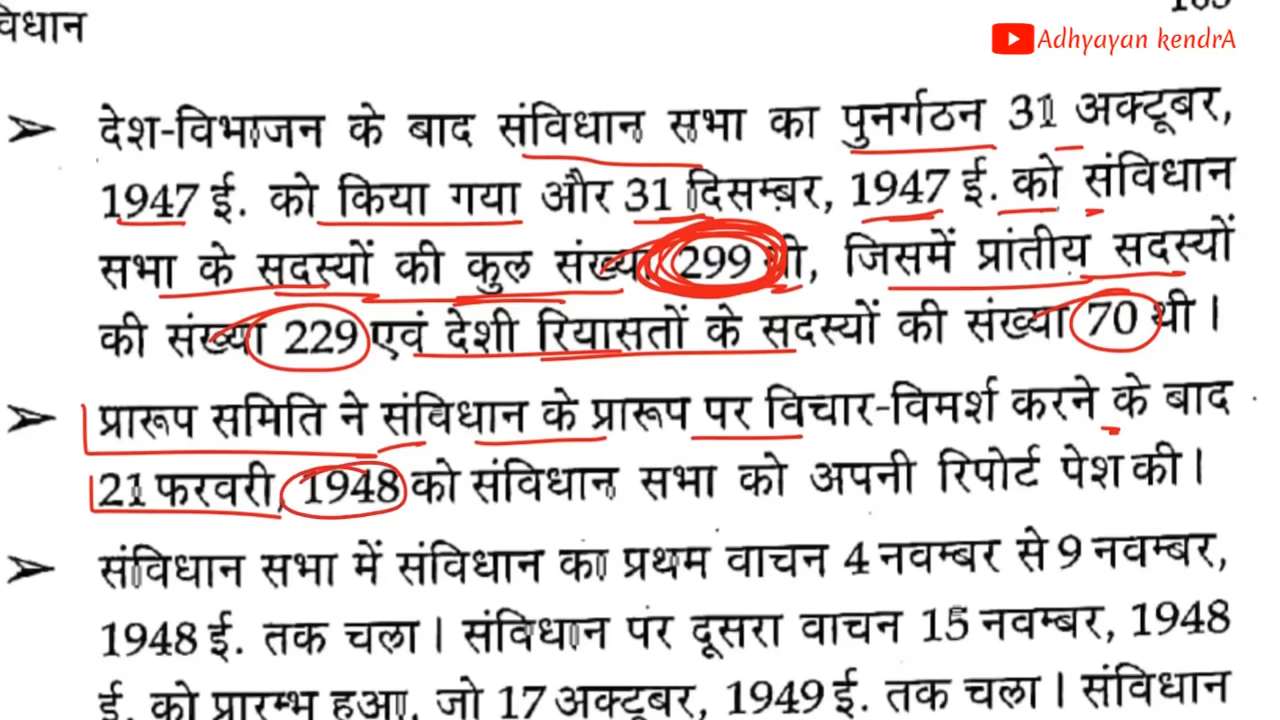 विधान
Adhyayan kendrA
➢ देश-विभाजन के बाद संविधान सभा का पुनर्गठन 31 अक्टूबर,
1947 ई. को किया गया और 31 दिसम्बर, 1947 ई. को संविधान
सभा के सदस्यों की कुल संख्या 299 थी, जिसमें प्रांतीय सदस्यों
की संख्या 229 एवं देशी रियासतों के सदस्यों की संख्या 70 थी।
➢ प्रारूप समिति ने संविधान के प्रारूप पर विचार-विमर्श करने के बाद
21 फरवरी, 1948 को संविधान सभा को अपनी रिपोर्ट पेश की।
➢ संविधान सभा में संविधान का प्रथम वाचन 4 नवम्बर से 9 नवम्बर,
1948 ई. तक चला। संविधान पर दूसरा वाचन 15 नवम्बर, 1948
ई. को प्रारम्भ हुआ, जो 17 अक्टूबर, 1949 ई. तक चला। संविधान